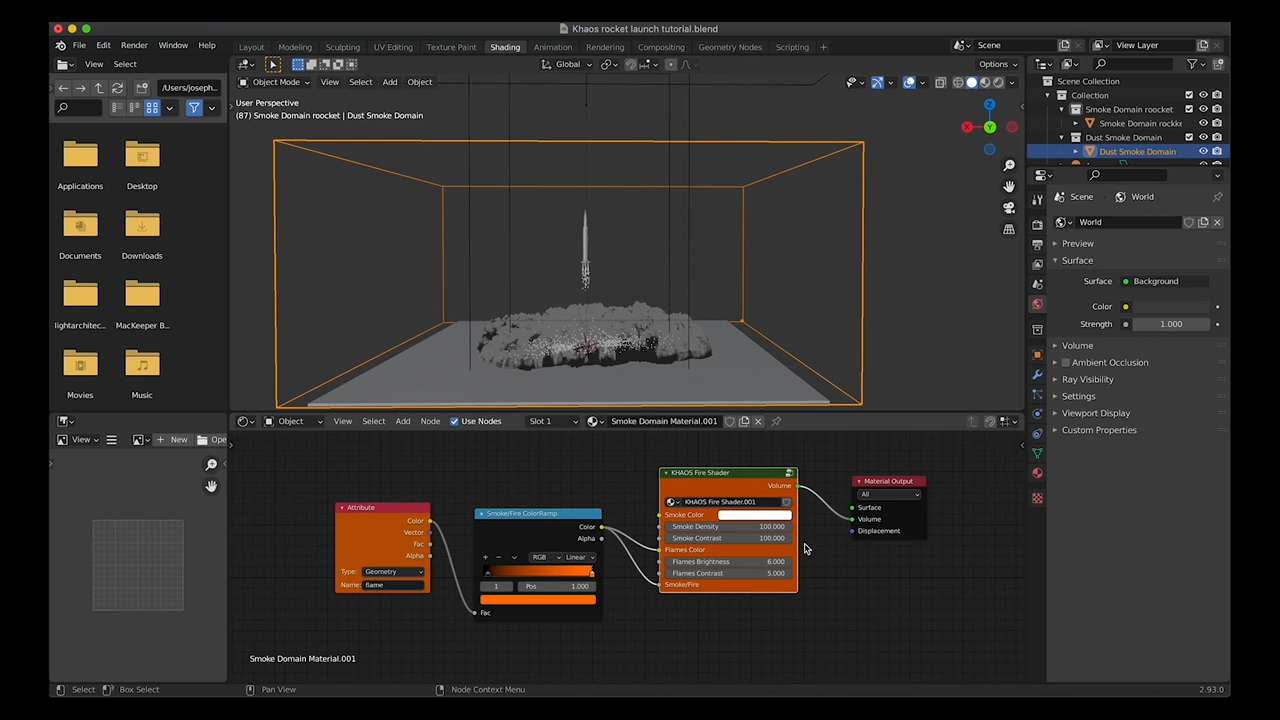 Khaos rocket launch tutorial.blend
File Edit Render Window Help
Layout Modeling Sculpting UV Editing Texture Paint Shading Animation Rendering Compositing Geometry Nodes Scripting +
Scene
View Layer
View Select
Global
Options
/Users/joseph...
Object Mode View Select Add Object
User Perspective
(87) Smoke Domain roocket | Dust Smoke Domain
Z
X
Y
Applications
Desktop
Documents
Downloads
lightarchitec...
MacKeeper B...
Movies
Music
Scene Collection
Collection
Smoke Domain roocket
Smoke Domain rockke
Dust Smoke Domain
Dust Smoke Domain
Scene World
World
Preview
Surface
Surface Background
Color
Strength 1.000
Volume
Ambient Occlusion
Ray Visibility
Settings
Viewport Display
Custom Properties
View + New Ope
Object View Select Add Node Use Nodes Slot 1 Smoke Domain Material.001
Attribute
Color
Vector
Fac
Alpha
Type: Geometry
Name: flame
Smoke/Fire ColorRamp
Color
Alpha
+ − RGB Linear
1 Pos 1.000
Fac
KHAOS Fire Shader
Volume
KHAOS Fire Shader.001
Smoke Color
Smoke Density 100.000
Smoke Contrast 100.000
Flames Color
Flames Brightness 6.000
Flames Contrast 5.000
Smoke/Fire
Material Output
All
Surface
Volume
Displacement
Smoke Domain Material.001
Select Box Select Pan View Node Context Menu 2.93.0